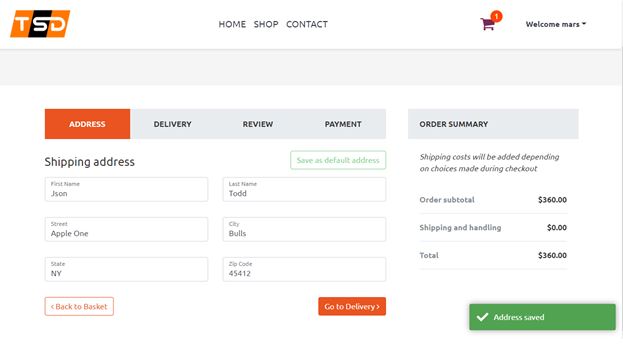 TSD
HOME SHOP CONTACT
1
Welcome mars
ADDRESS DELIVERY REVIEW PAYMENT
ORDER SUMMARY
Shipping address
Save as default address
Shipping costs will be added depending
on choices made during checkout
First Name
Json
Last Name
Todd
Street
Apple One
City
Bulls
State
NY
Zip Code
45412
Order subtotal $360.00
Shipping and handling $0.00
Total $360.00
Back to Basket
Go to Delivery
Address saved